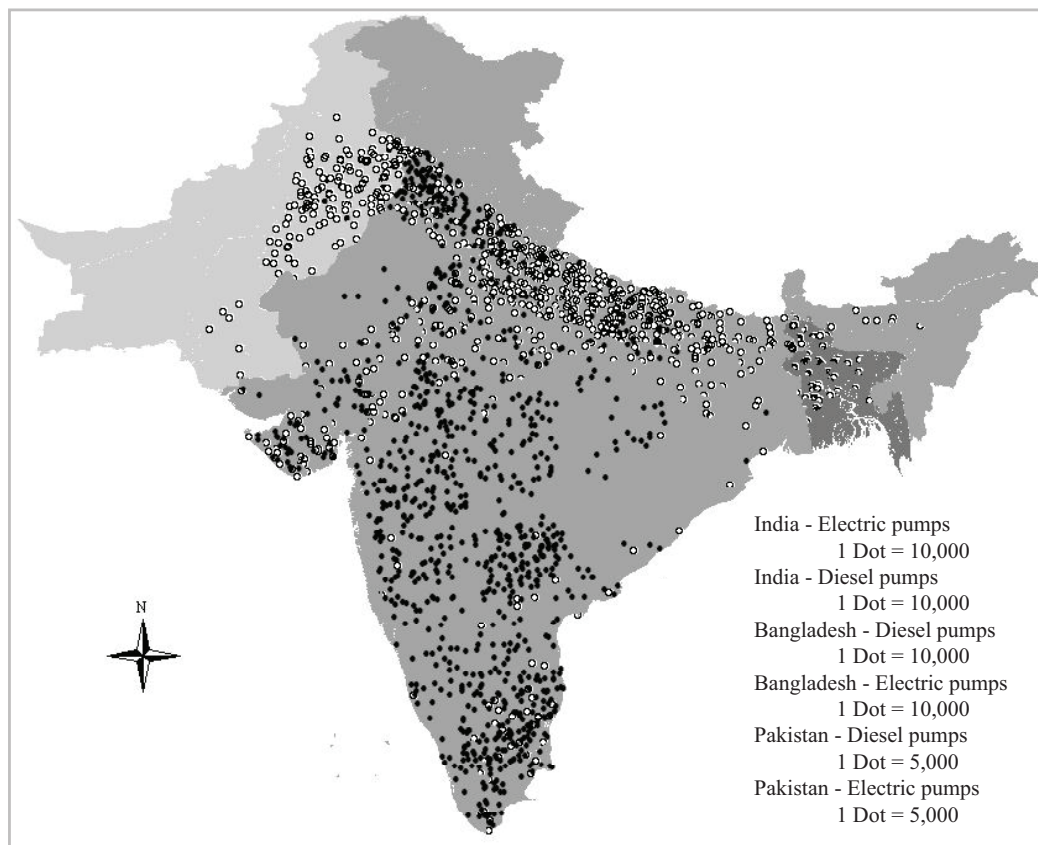 N
India - Electric pumps
1 Dot = 10,000
India - Diesel pumps
1 Dot = 10,000
Bangladesh - Diesel pumps
1 Dot = 10,000
Bangladesh - Electric pumps
1 Dot = 10,000
Pakistan - Diesel pumps
1 Dot = 5,000
Pakistan - Electric pumps
1 Dot = 5,000